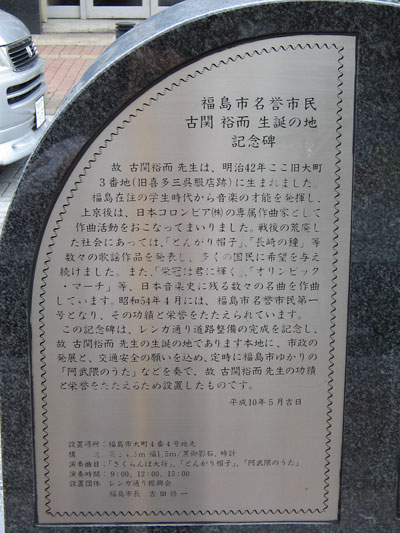 福島市名誉市民
古関 裕而 生誕の地
記念碑
故 古関裕而 先生は、明治42年ここ旧大町
3番地(旧喜多三呉服店跡)に生まれました。
福島在住の学生時代から音楽の才能を発揮し、
上京後は、日本コロンビア㈱の専属作曲家として
作曲活動をおこなってまいりました。戦後の荒廃し
た社会にあっては、「とんがり帽子」、「長崎の鐘」等
数々の歌謡作品を発表し、多くの国民に希望を与え
続けました。また、「栄冠は君に輝く」、「オリンピック・
マーチ」等、日本音楽史に残る数々の名曲を作曲
しています。昭和54年4月には、福島市名誉市民第一
号となり、その功績と栄誉をたたえられています。
この記念碑は、レンガ通り道路整備の完成を記念し、
故 古関裕而 先生の生誕の地であります本地に、市政の
発展と、交通安全の願いを込め、定時に福島市ゆかりの
「阿武隈のうた」などを奏で、故 古関裕而 先生の功績
と栄誉をたたえるため設置したものです。
平成10年5月吉日
設置場所：福島市大町4番4号地先
構 造 高さ4.5m 幅1.5m/黒御影石、時計
演奏曲目：「さくらんぼ大将」、「とんがり帽子」、「阿武隈のうた」
演奏時間：9:00、12:00、15:00
設置団体 レンガ通り振興会
福島市長 吉田修一